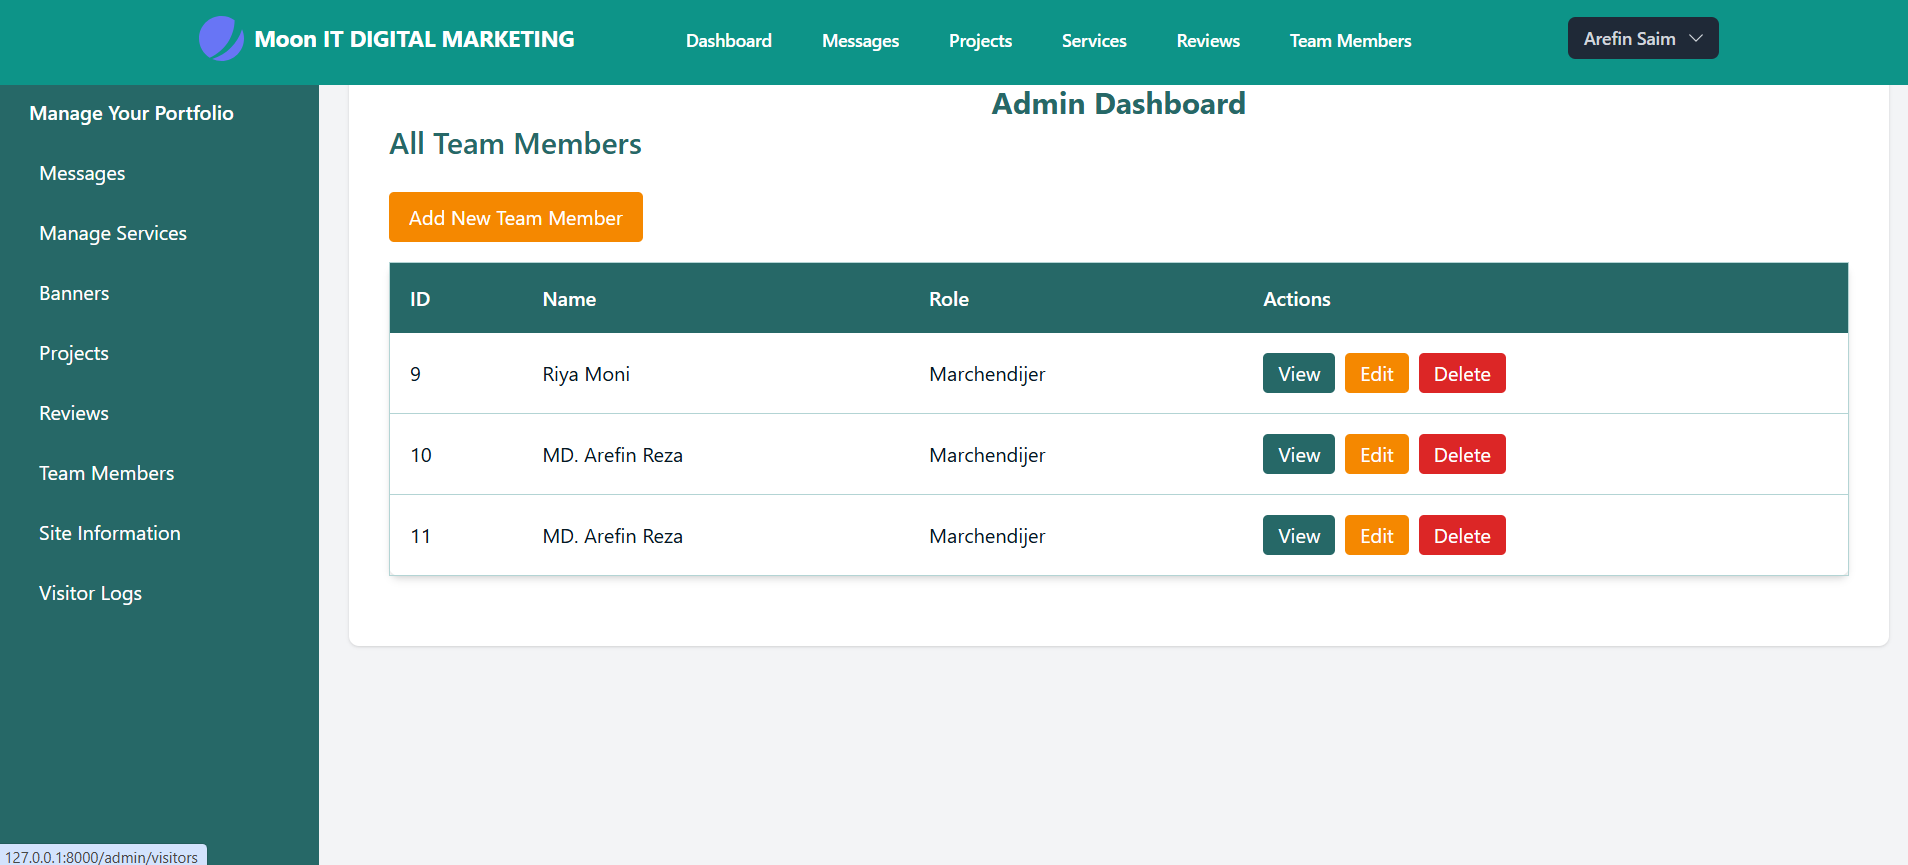 Moon IT DIGITAL MARKETING
Dashboard Messages Projects Services Reviews Team Members
Arefin Saim
Manage Your Portfolio
Messages
Manage Services
Banners
Projects
Reviews
Team Members
Site Information
Visitor Logs
Admin Dashboard
All Team Members
Add New Team Member
ID Name Role Actions
9 Riya Moni Marchendijer View Edit Delete
10 MD. Arefin Reza Marchendijer View Edit Delete
11 MD. Arefin Reza Marchendijer View Edit Delete
127.0.0.1:8000/admin/visitors